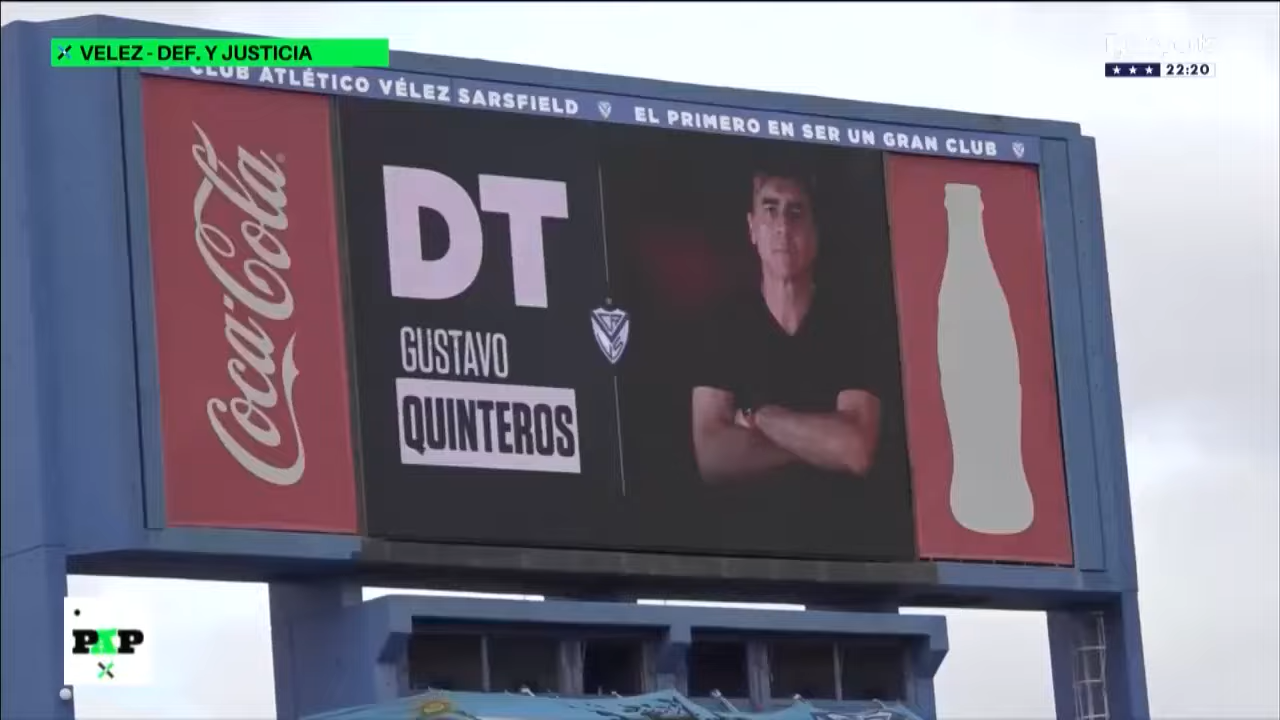 VELEZ - DEF. Y JUSTICIA
22:20
CLUB ATLÉTICO VÉLEZ SARSFIELD
EL PRIMERO EN SER UN GRAN CLUB
Coca-Cola
DT
GUSTAVO
QUINTEROS
PXP